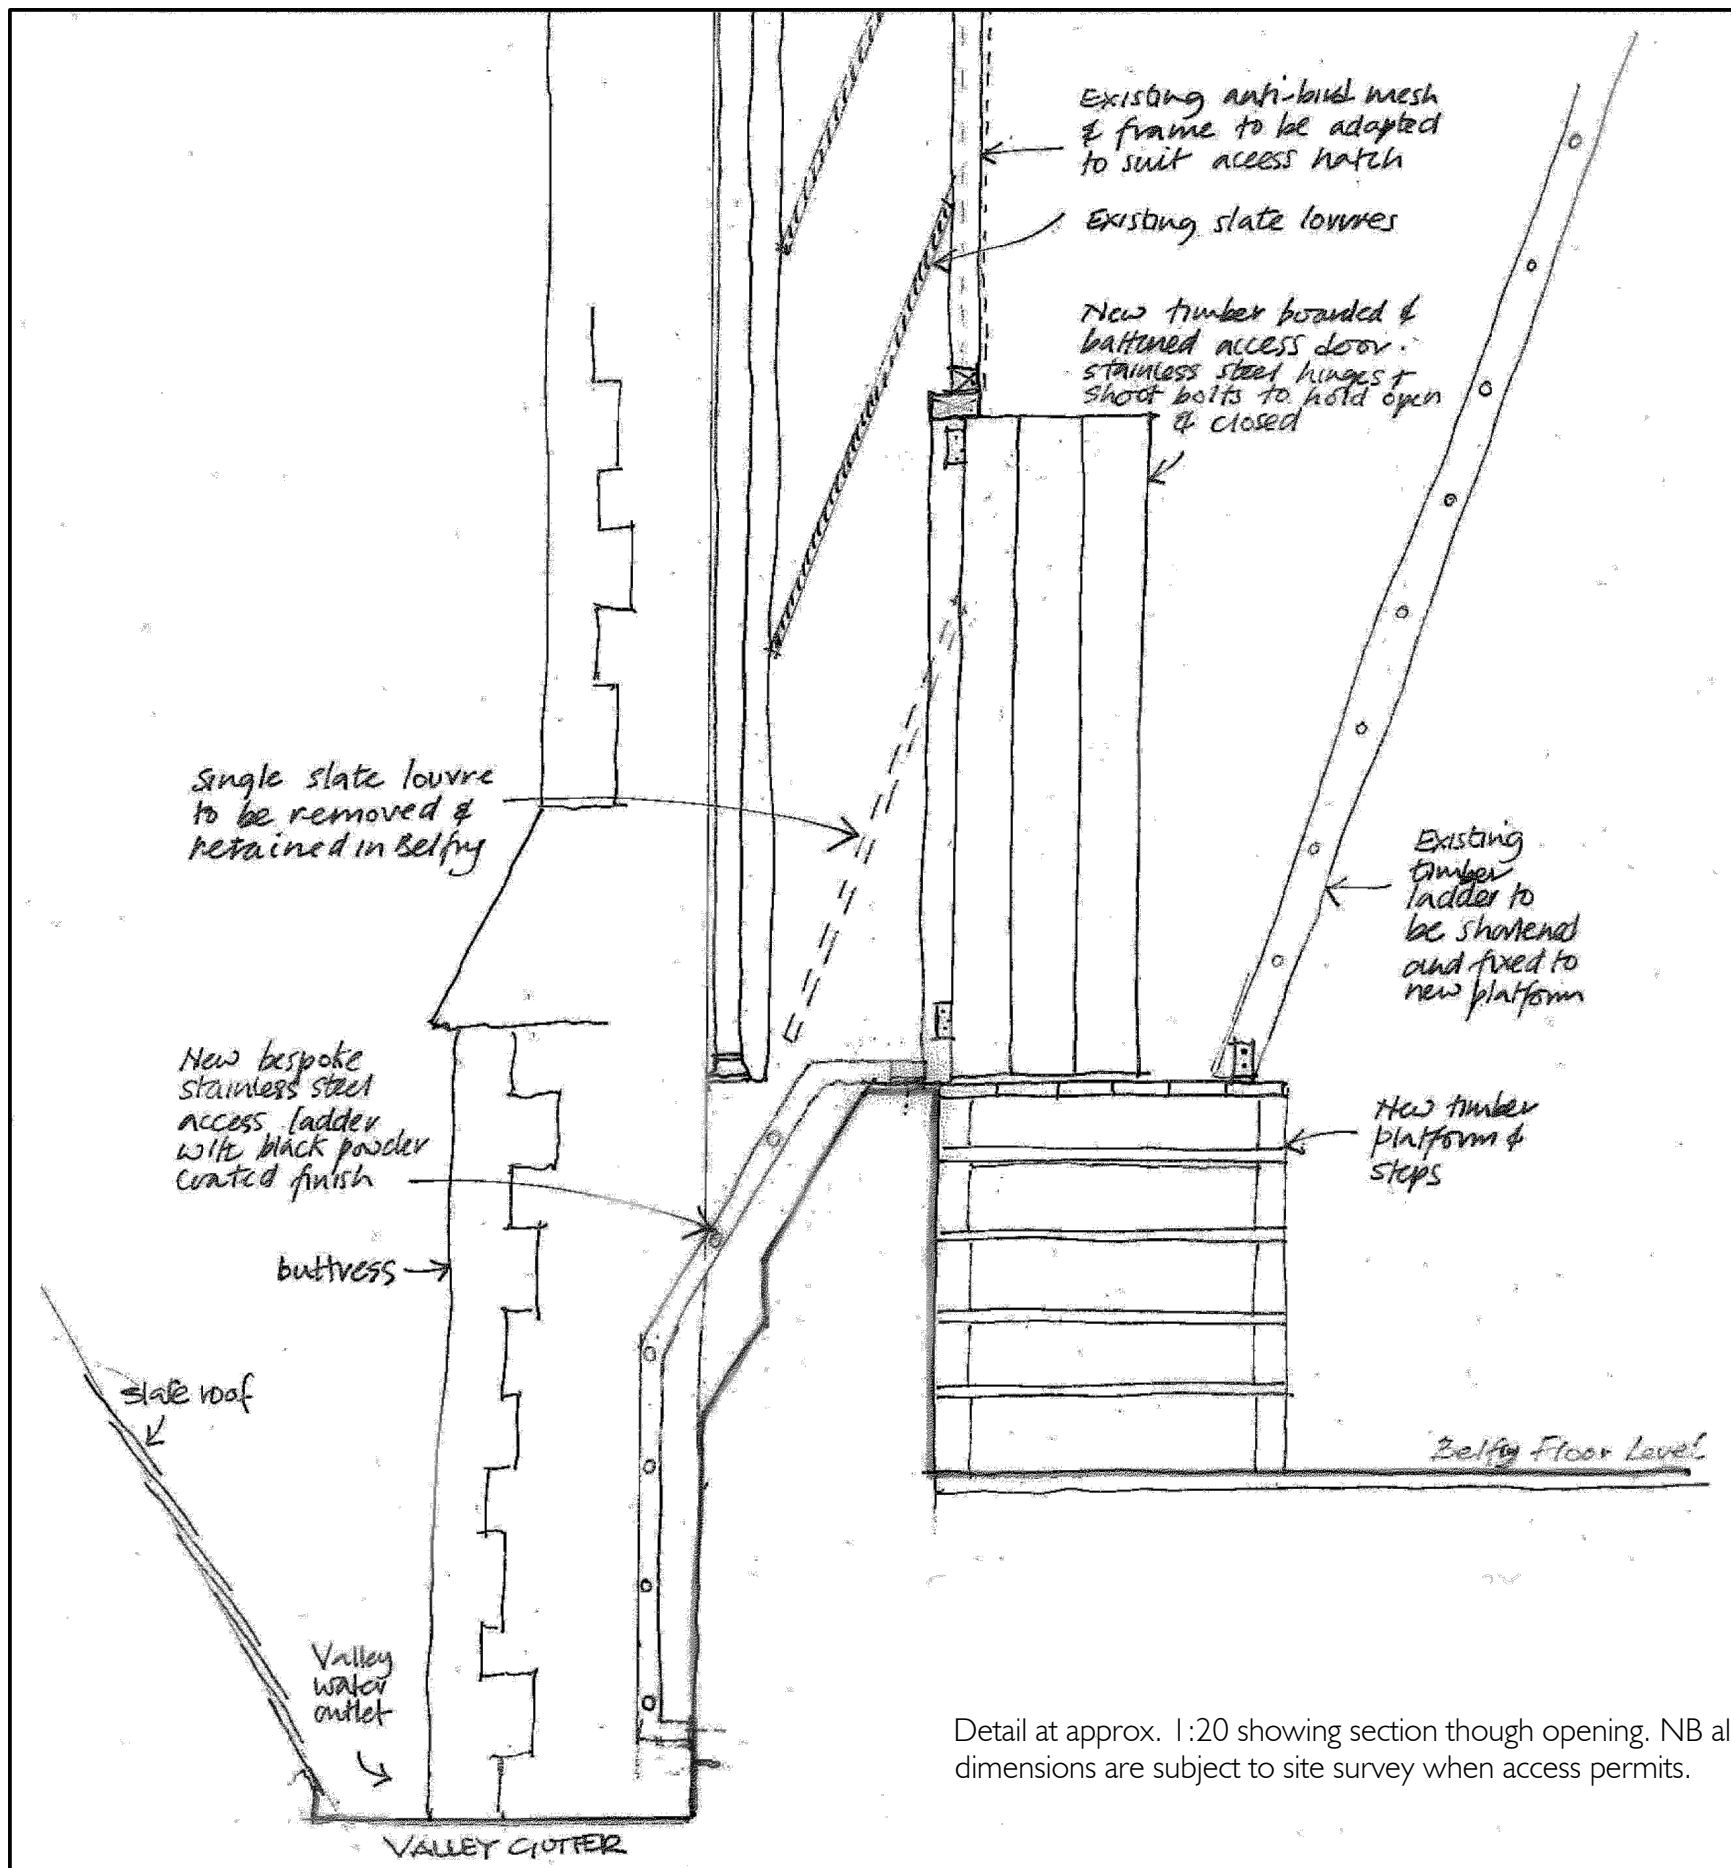 Existing anti-bird mesh
& frame to be adapted
to suit access hatch
Existing slate louvres
New timber boarded &
battened access door.
stainless steel hinges +
shoot bolts to hold open
& closed
Single slate louvre
to be removed &
retained in Belfry
Existing
timber
ladder to
be shortened
and fixed to
new platform
New bespoke
stainless steel
access ladder
with black powder
coated finish
New timber
platform &
steps
buttress
slate roof
Belfry Floor Level
Valley
water
outlet
VALLEY GUTTER
Detail at approx. 1:20 showing section though opening. NB al
dimensions are subject to site survey when access permits.